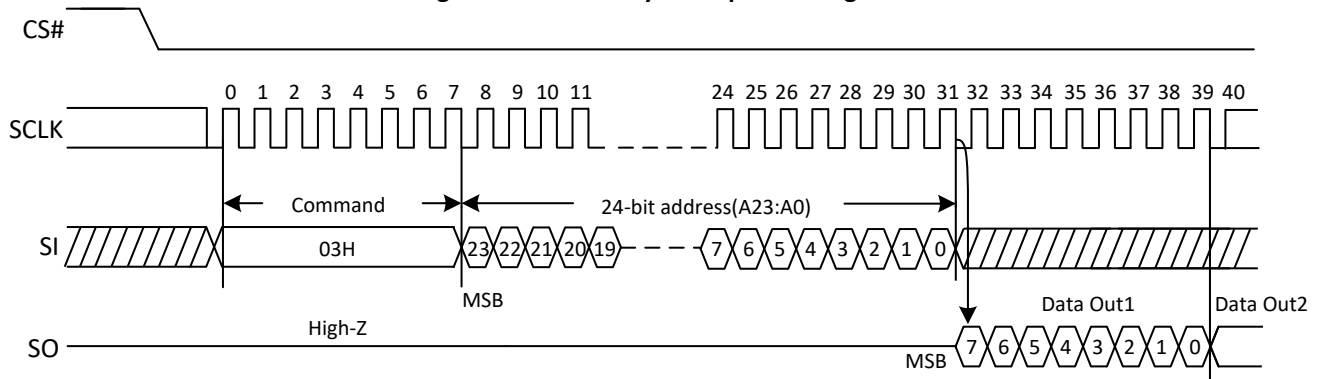 CS#
0 1 2 3 4 5 6 7 8 9 10 11 24 25 26 27 28 29 30 31 32 33 34 35 36 37 38 39 40
SCLK
Command 24-bit address(A23:A0)
SI 03H 23 22 21 20 19 7 6 5 4 3 2 1 0
MSB Data Out1 Data Out2
High-Z
SO MSB 7 6 5 4 3 2 1 0